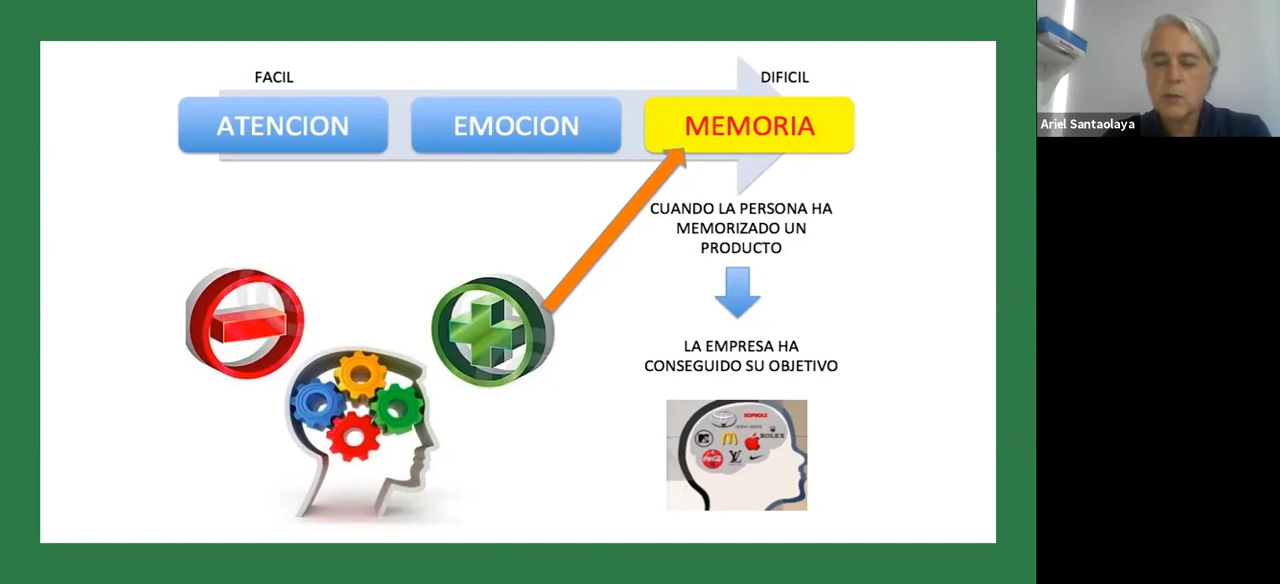 FACIL
DIFICIL
ATENCION
EMOCION
MEMORIA
CUANDO LA PERSONA HA
MEMORIZADO UN
PRODUCTO
LA EMPRESA HA
CONSEGUIDO SU OBJETIVO
ROLEX
Ariel Santaolaya